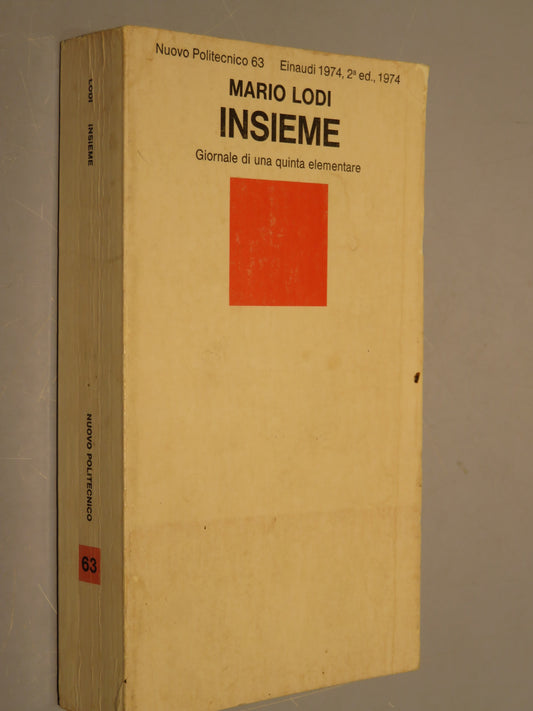 Nuovo Politecnico 63 Einaudi 1974, 2ª ed., 1974
MARIO LODI
INSIEME
Giornale di una quinta elementare
LODI INSIEME
NUOVO POLITECNICO
63